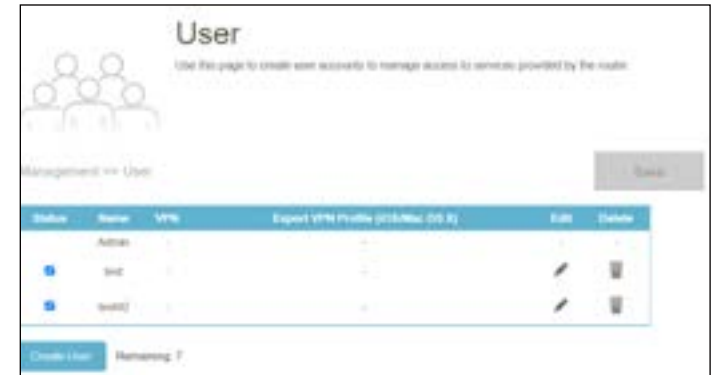 User
Use this page to create user accounts to manage access to services provided by the router.
Management >> User
Save
Status Name VPN Export VPN Profile (iOS/Mac OS X) Edit Delete
Admin - - - -
test - -
- -
Create User Remaining: 7